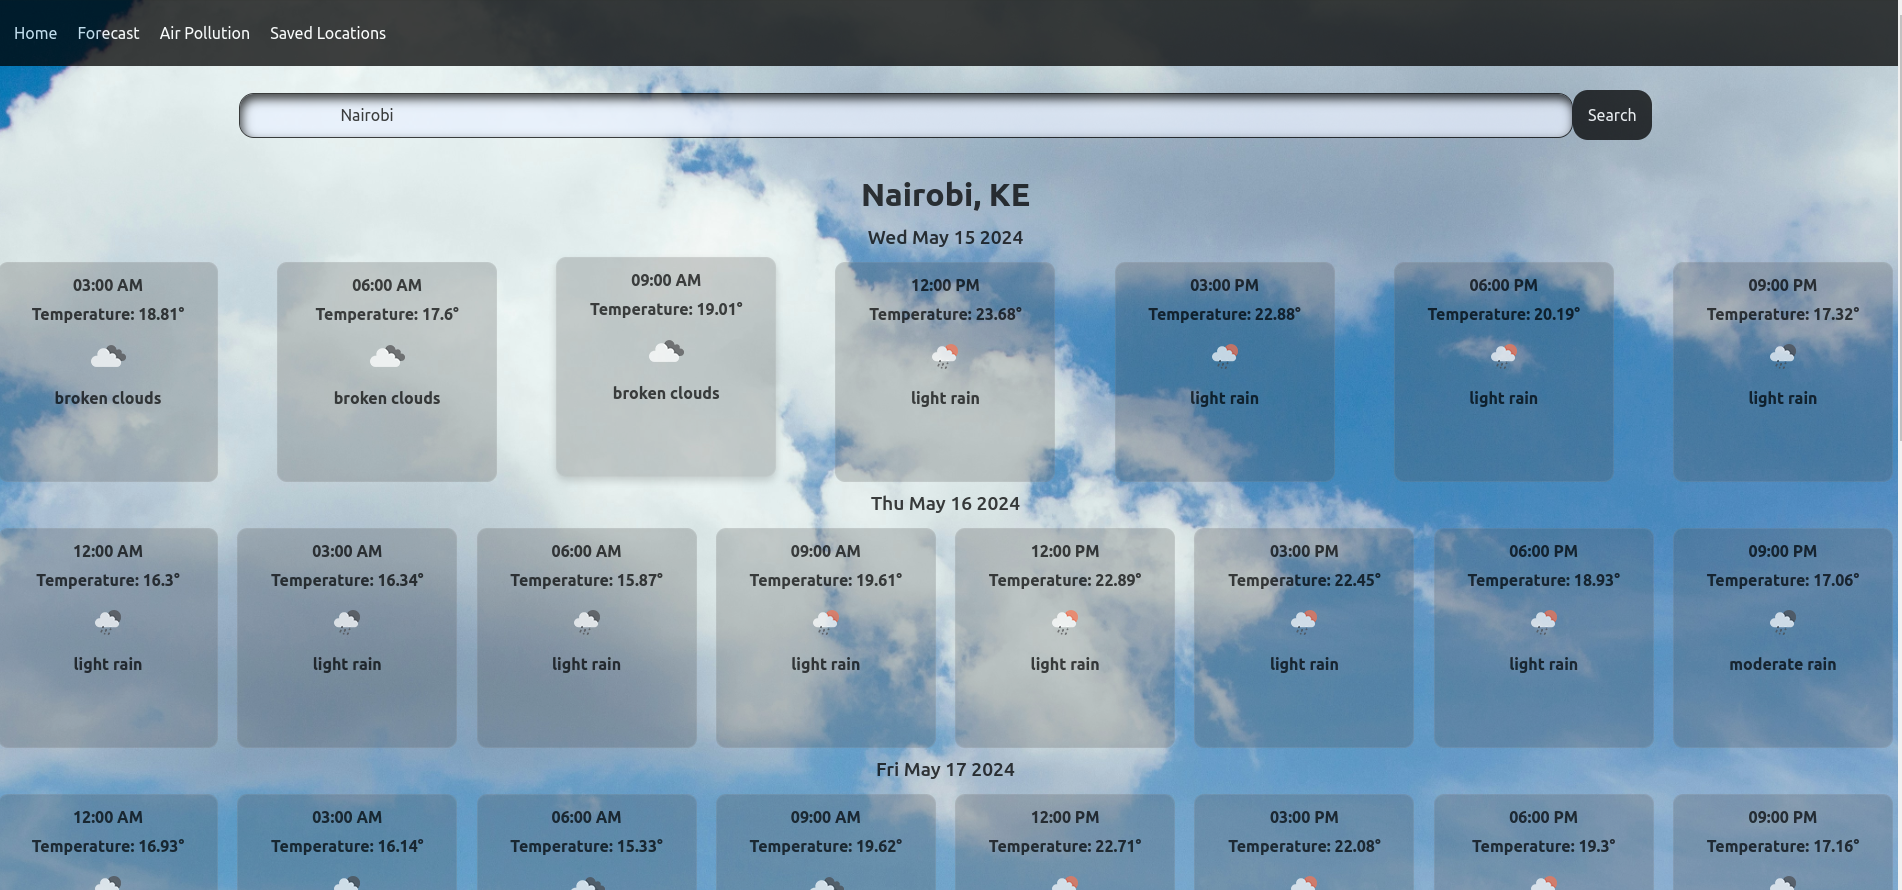 Home Forecast Air Pollution Saved Locations
Nairobi Search
Nairobi, KE
Wed May 15 2024
03:00 AM 06:00 AM 09:00 AM 12:00 PM 03:00 PM 06:00 PM 09:00 PM
Temperature: 18.81° Temperature: 17.6° Temperature: 19.01° Temperature: 23.68° Temperature: 22.88° Temperature: 20.19° Temperature: 17.32°
broken clouds broken clouds broken clouds light rain light rain light rain light rain
Thu May 16 2024
12:00 AM 03:00 AM 06:00 AM 09:00 AM 12:00 PM 03:00 PM 06:00 PM 09:00 PM
Temperature: 16.3° Temperature: 16.34° Temperature: 15.87° Temperature: 19.61° Temperature: 22.89° Temperature: 22.45° Temperature: 18.93° Temperature: 17.06°
light rain light rain light rain light rain light rain light rain light rain moderate rain
Fri May 17 2024
12:00 AM 03:00 AM 06:00 AM 09:00 AM 12:00 PM 03:00 PM 06:00 PM 09:00 PM
Temperature: 16.93° Temperature: 16.14° Temperature: 15.33° Temperature: 19.62° Temperature: 22.71° Temperature: 22.08° Temperature: 19.3° Temperature: 17.16°